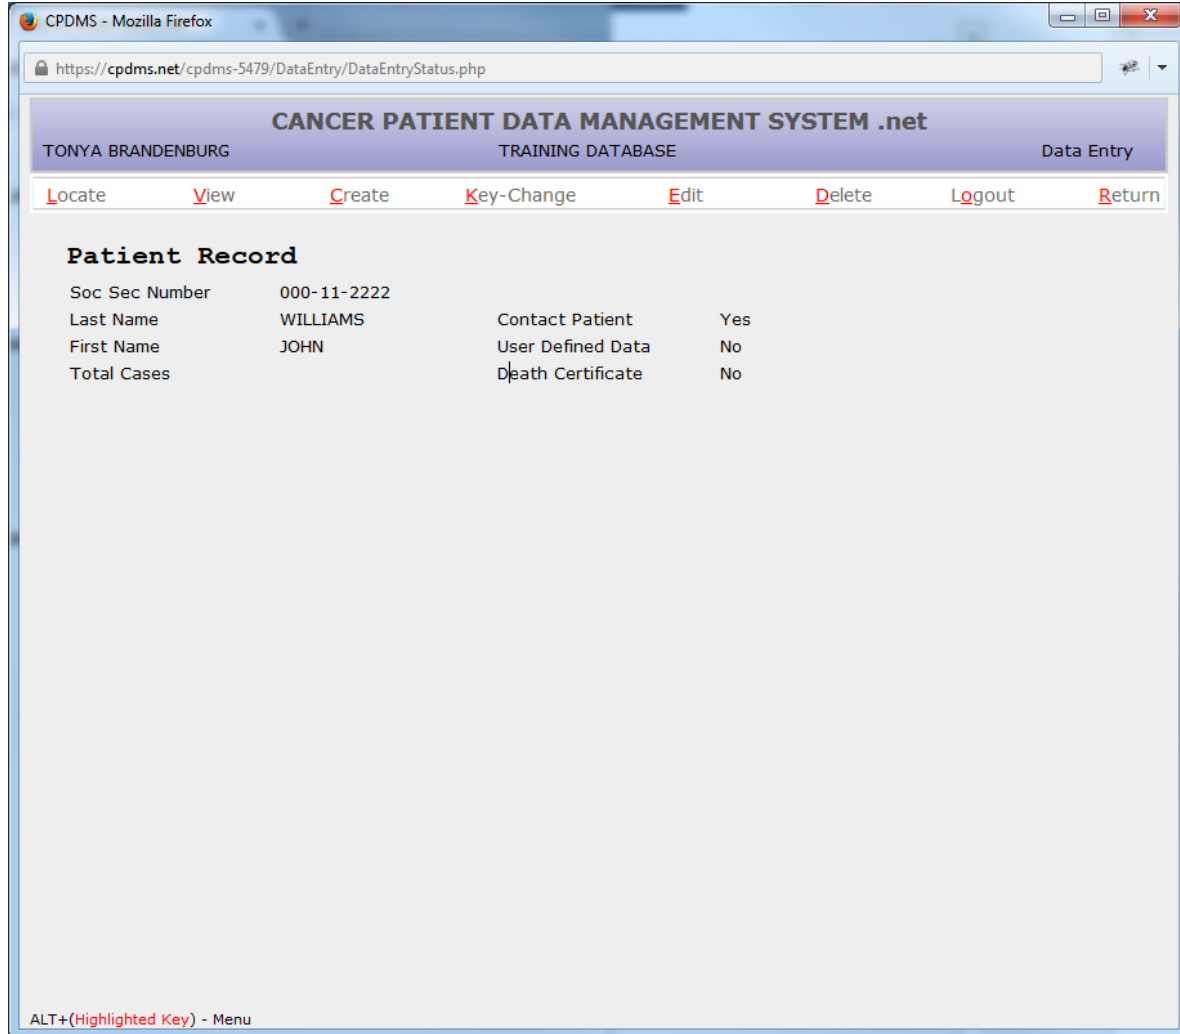 CPDMS - Mozilla Firefox
https://cpdms.net/cpdms-5479/DataEntry/DataEntryStatus.php
CANCER PATIENT DATA MANAGEMENT SYSTEM .net
TONYA BRANDENBURG TRAINING DATABASE Data Entry
Locate View Create Key-Change Edit Delete Logout Return
Patient Record
Soc Sec Number 000-11-2222
Last Name WILLIAMS Contact Patient Yes
First Name JOHN User Defined Data No
Total Cases Death Certificate No
ALT+(Highlighted Key) - Menu